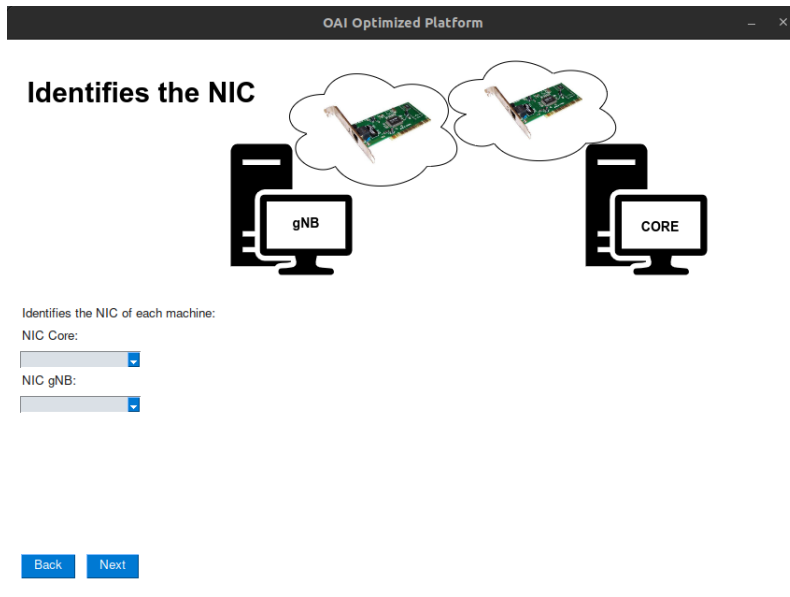 OAI Optimized Platform
Identifies the NIC
gNB
CORE
Identifies the NIC of each machine:
NIC Core:
NIC gNB:
Back Next